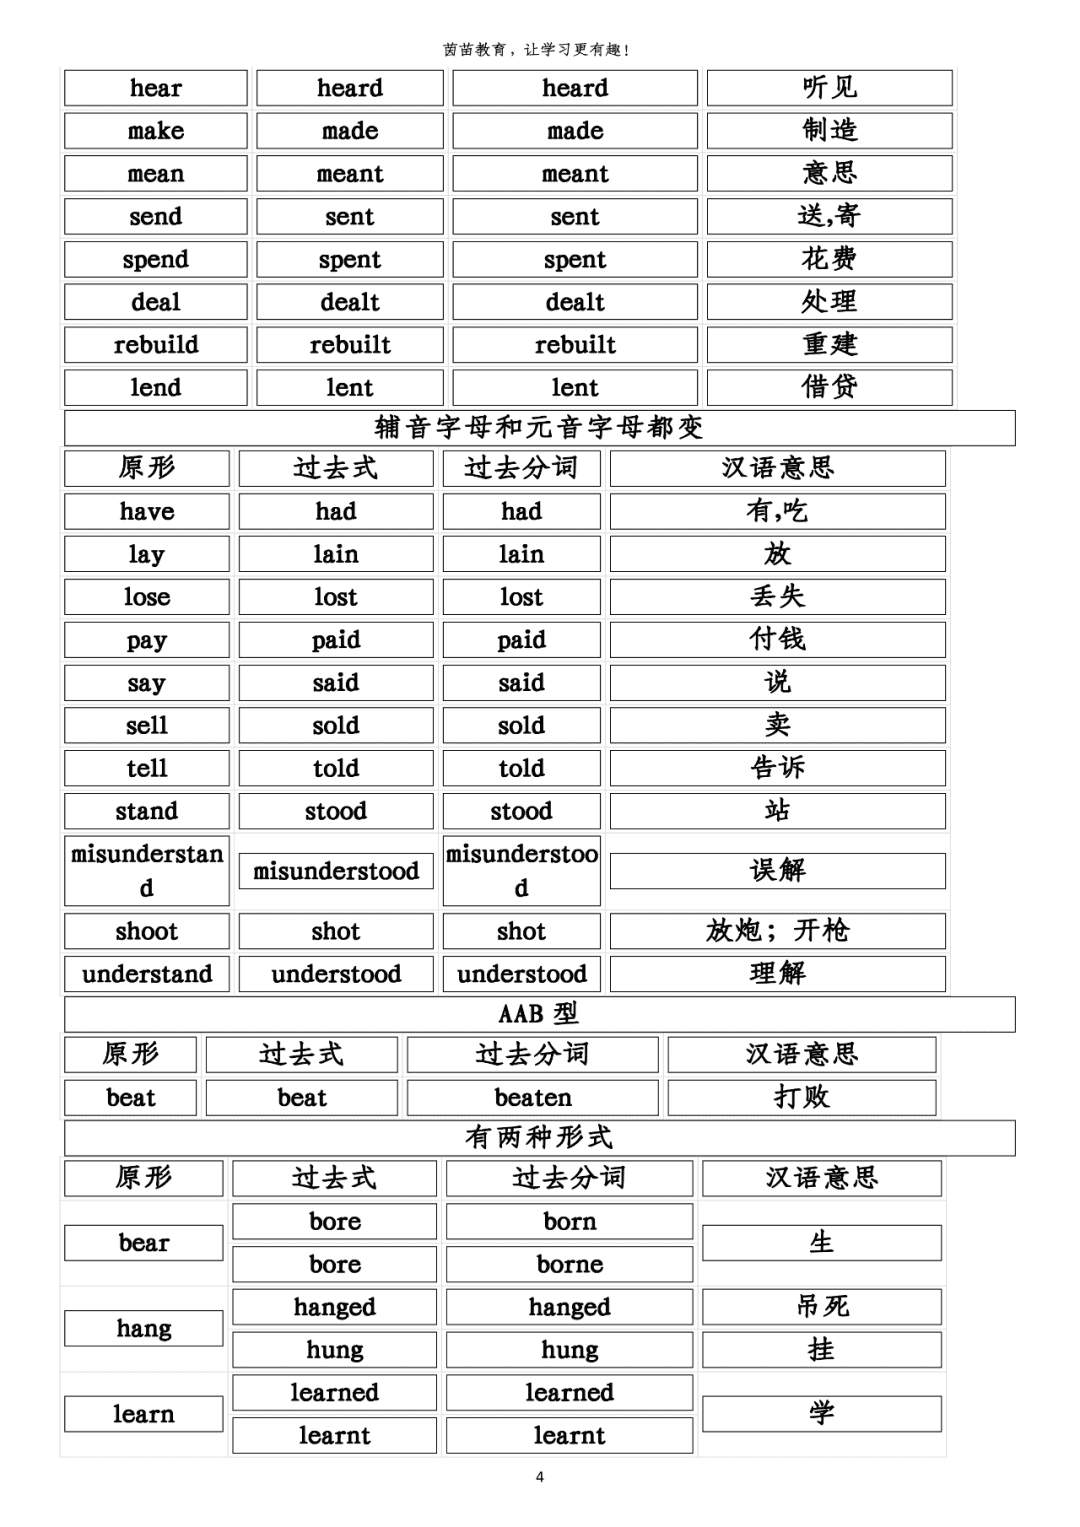 茵苗教育，让学习更有趣！
hear heard heard 听见
make made made 制造
mean meant meant 意思
send sent sent 送,寄
spend spent spent 花费
deal dealt dealt 处理
rebuild rebuilt rebuilt 重建
lend lent lent 借贷
辅音字母和元音字母都变
原形 过去式 过去分词 汉语意思
have had had 有,吃
lay lain lain 放
lose lost lost 丢失
pay paid paid 付钱
say said said 说
sell sold sold 卖
tell told told 告诉
stand stood stood 站
misunderstan misunderstood misunderstoo 误解
d d
shoot shot shot 放炮；开枪
understand understood understood 理解
AAB 型
原形 过去式 过去分词 汉语意思
beat beat beaten 打败
有两种形式
原形 过去式 过去分词 汉语意思
bear bore born 生
bore borne
hang hanged hanged 吊死
hung hung 挂
learn learned learned 学
learnt learnt
4